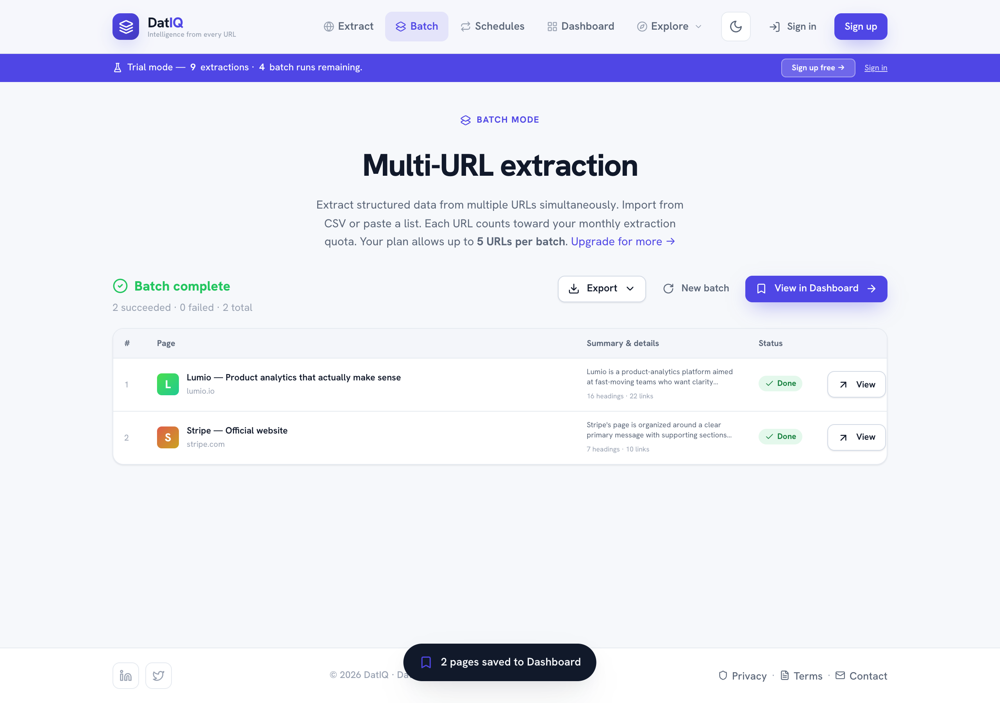 DatIQ
Intelligence from every URL
Extract
Batch
Schedules
Dashboard
Explore
Sign in
Sign up
Trial mode — 9 extractions · 4 batch runs remaining.
Sign up free →
Sign in
BATCH MODE
Multi-URL extraction
Extract structured data from multiple URLs simultaneously. Import from
CSV or paste a list. Each URL counts toward your monthly extraction
quota. Your plan allows up to 5 URLs per batch. Upgrade for more →
Batch complete
2 succeeded · 0 failed · 2 total
Export
New batch
View in Dashboard →
# Page Summary & details Status
1
L
Lumio — Product analytics that actually make sense
lumio.io
Lumio is a product-analytics platform aimed
at fast-moving teams who want clarity...
16 headings · 22 links
Done
View
2
S
Stripe — Official website
stripe.com
Stripe's page is organized around a clear
primary message with supporting sections...
7 headings · 10 links
Done
View
2 pages saved to Dashboard
in
© 2026 DatIQ ·
Privacy · Terms · Contact